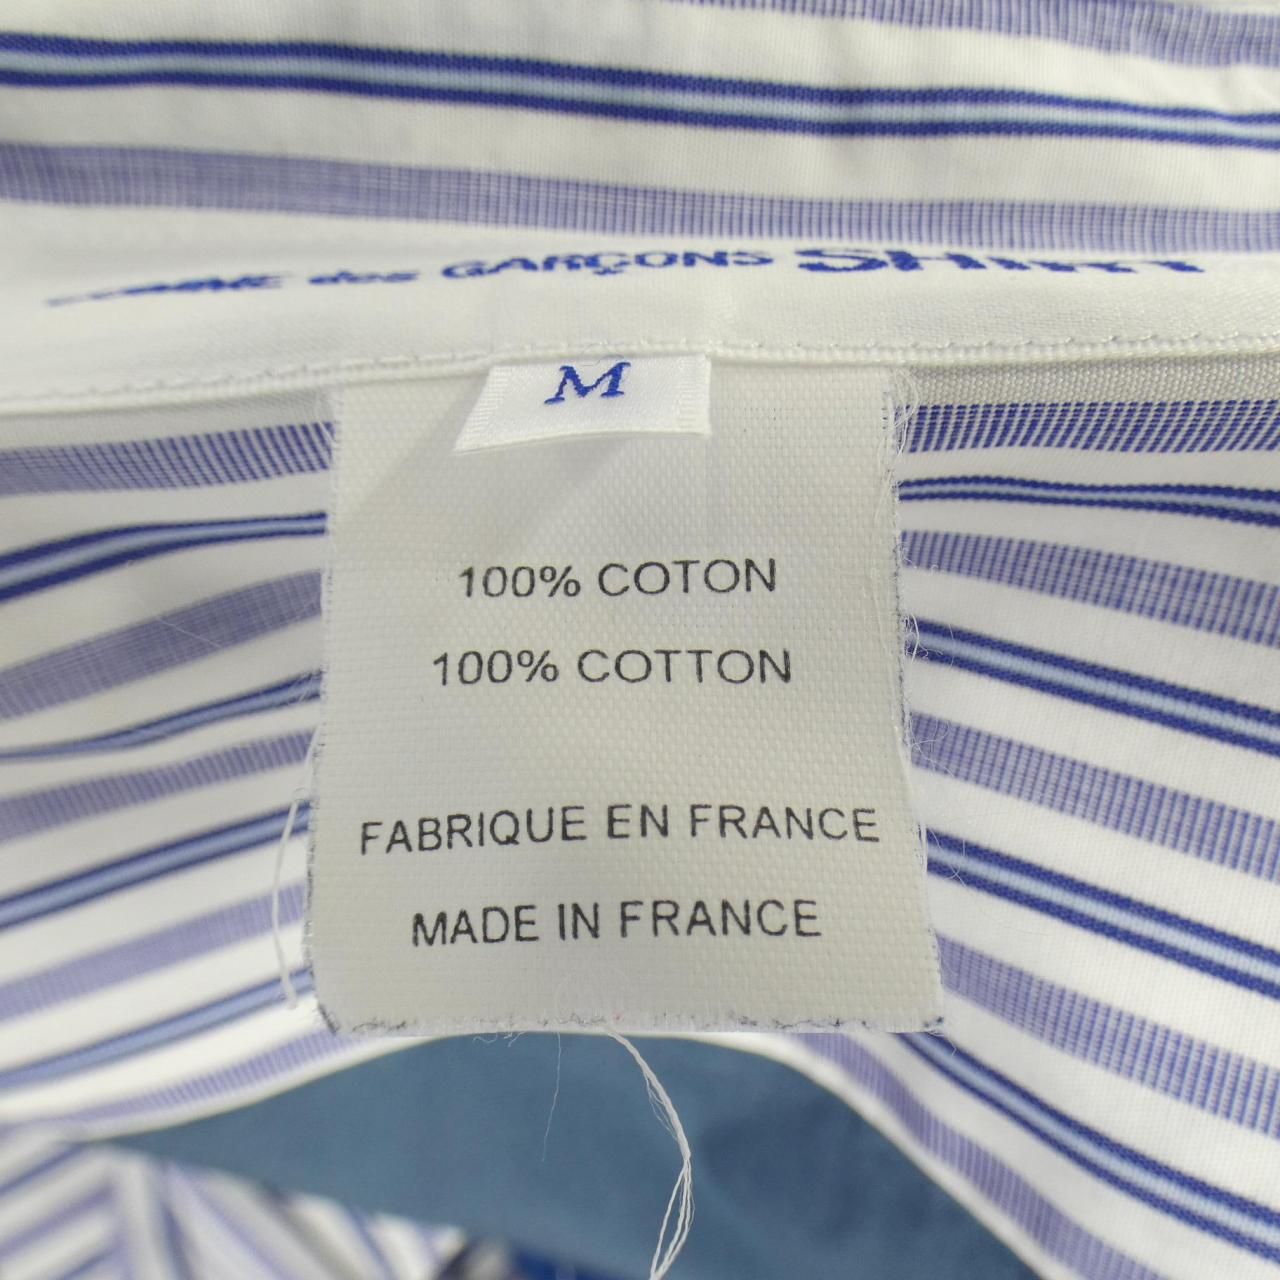 des GARÇONS SHIRT
M
100% COTON
100% COTTON
FABRIQUE EN FRANCE
MADE IN FRANCE